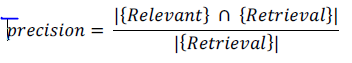 precision = |{Relevant} ∩ {Retrieval}| / |{Retrieval}|